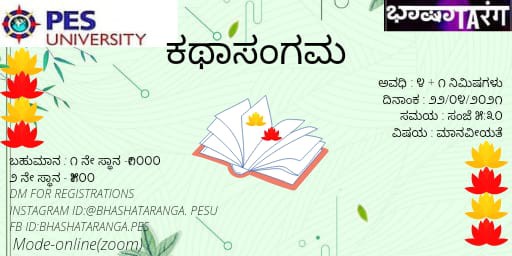 PES
UNIVERSITY
ಭಾಷಾTAರಂಗ
ಕಥಾಸಂಗಮ
ಅವಧಿ : ೪ + ೧ ನಿಮಿಷಗಳು
ದಿನಾಂಕ : ೨೨/೦೪/೨೦೨೧
ಸಮಯ : ಸಂಜೆ ೫:೩೦
ವಿಷಯ : ಮಾನವೀಯತೆ
ಬಹುಮಾನ : ೧ ನೇ ಸ್ಥಾನ -₹೧೦೦೦
೨ ನೇ ಸ್ಥಾನ - ₹೫೦೦
DM FOR REGISTRATIONS
INSTAGRAM ID:@BHASHATARANGA. PESU
FB ID:BHASHATARANGA.PES
Mode-online(zoom)